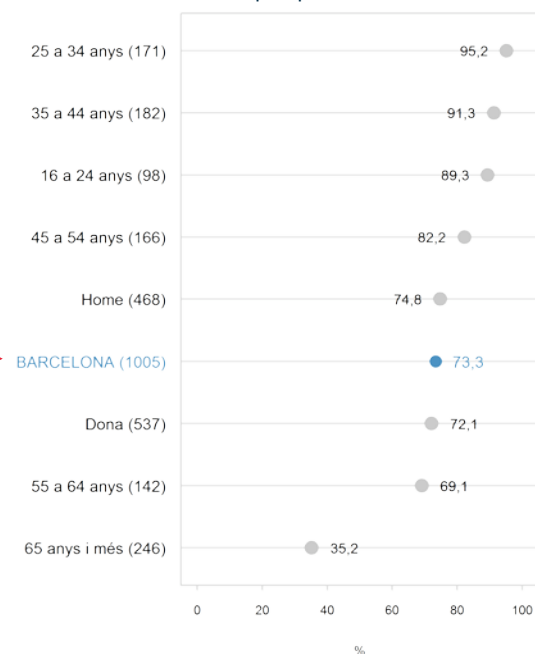 25 a 34 anys (171) 95,2
35 a 44 anys (182) 91,3
16 a 24 anys (98) 89,3
45 a 54 anys (166) 82,2
Home (468) 74,8
BARCELONA (1005) 73,3
Dona (537) 72,1
55 a 64 anys (142) 69,1
65 anys i més (246) 35,2
0 20 40 60 80 100
%